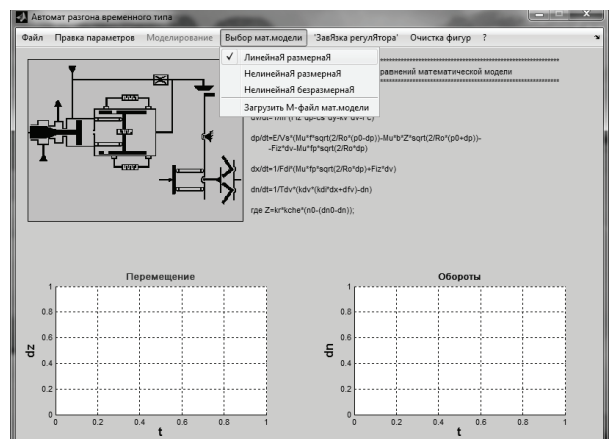 Автомат разгона временного типа
Файл Правка параметров Моделирование Выбор мат.модели 'ЗавЯзка регулЯтора' Очистка фигур ?
✓ ЛинейнаЯ размернаЯ
НелинейнаЯ размернаЯ
НелинейнаЯ безразмернаЯ
Загрузить М-файл мат.модели
равнений математической модели
dp/dt=E/Vs*(Mu*f*sqrt(2/Ro*(p0-dp))-Mu*b*Z*sqrt(2/Ro*(p0+dp))-
-Fiz*dv-Mu*fp*sqrt(2/Ro*dp)
dx/dt=1/Fdi*(Mu*fp*sqrt(2/Ro*dp)+Fiz*dv)
dn/dt=1/Tdv*(kdv*(kdi*dx+dfv)-dn)
где Z=kr*kche*(n0-(dn0-dn));
Перемещение
Обороты
1
0.8
0.6
0.4
0.2
0
0 0.2 0.4 0.6 0.8 1
dz
t
1
0.8
0.6
0.4
0.2
0
0 0.2 0.4 0.6 0.8 1
dn
t